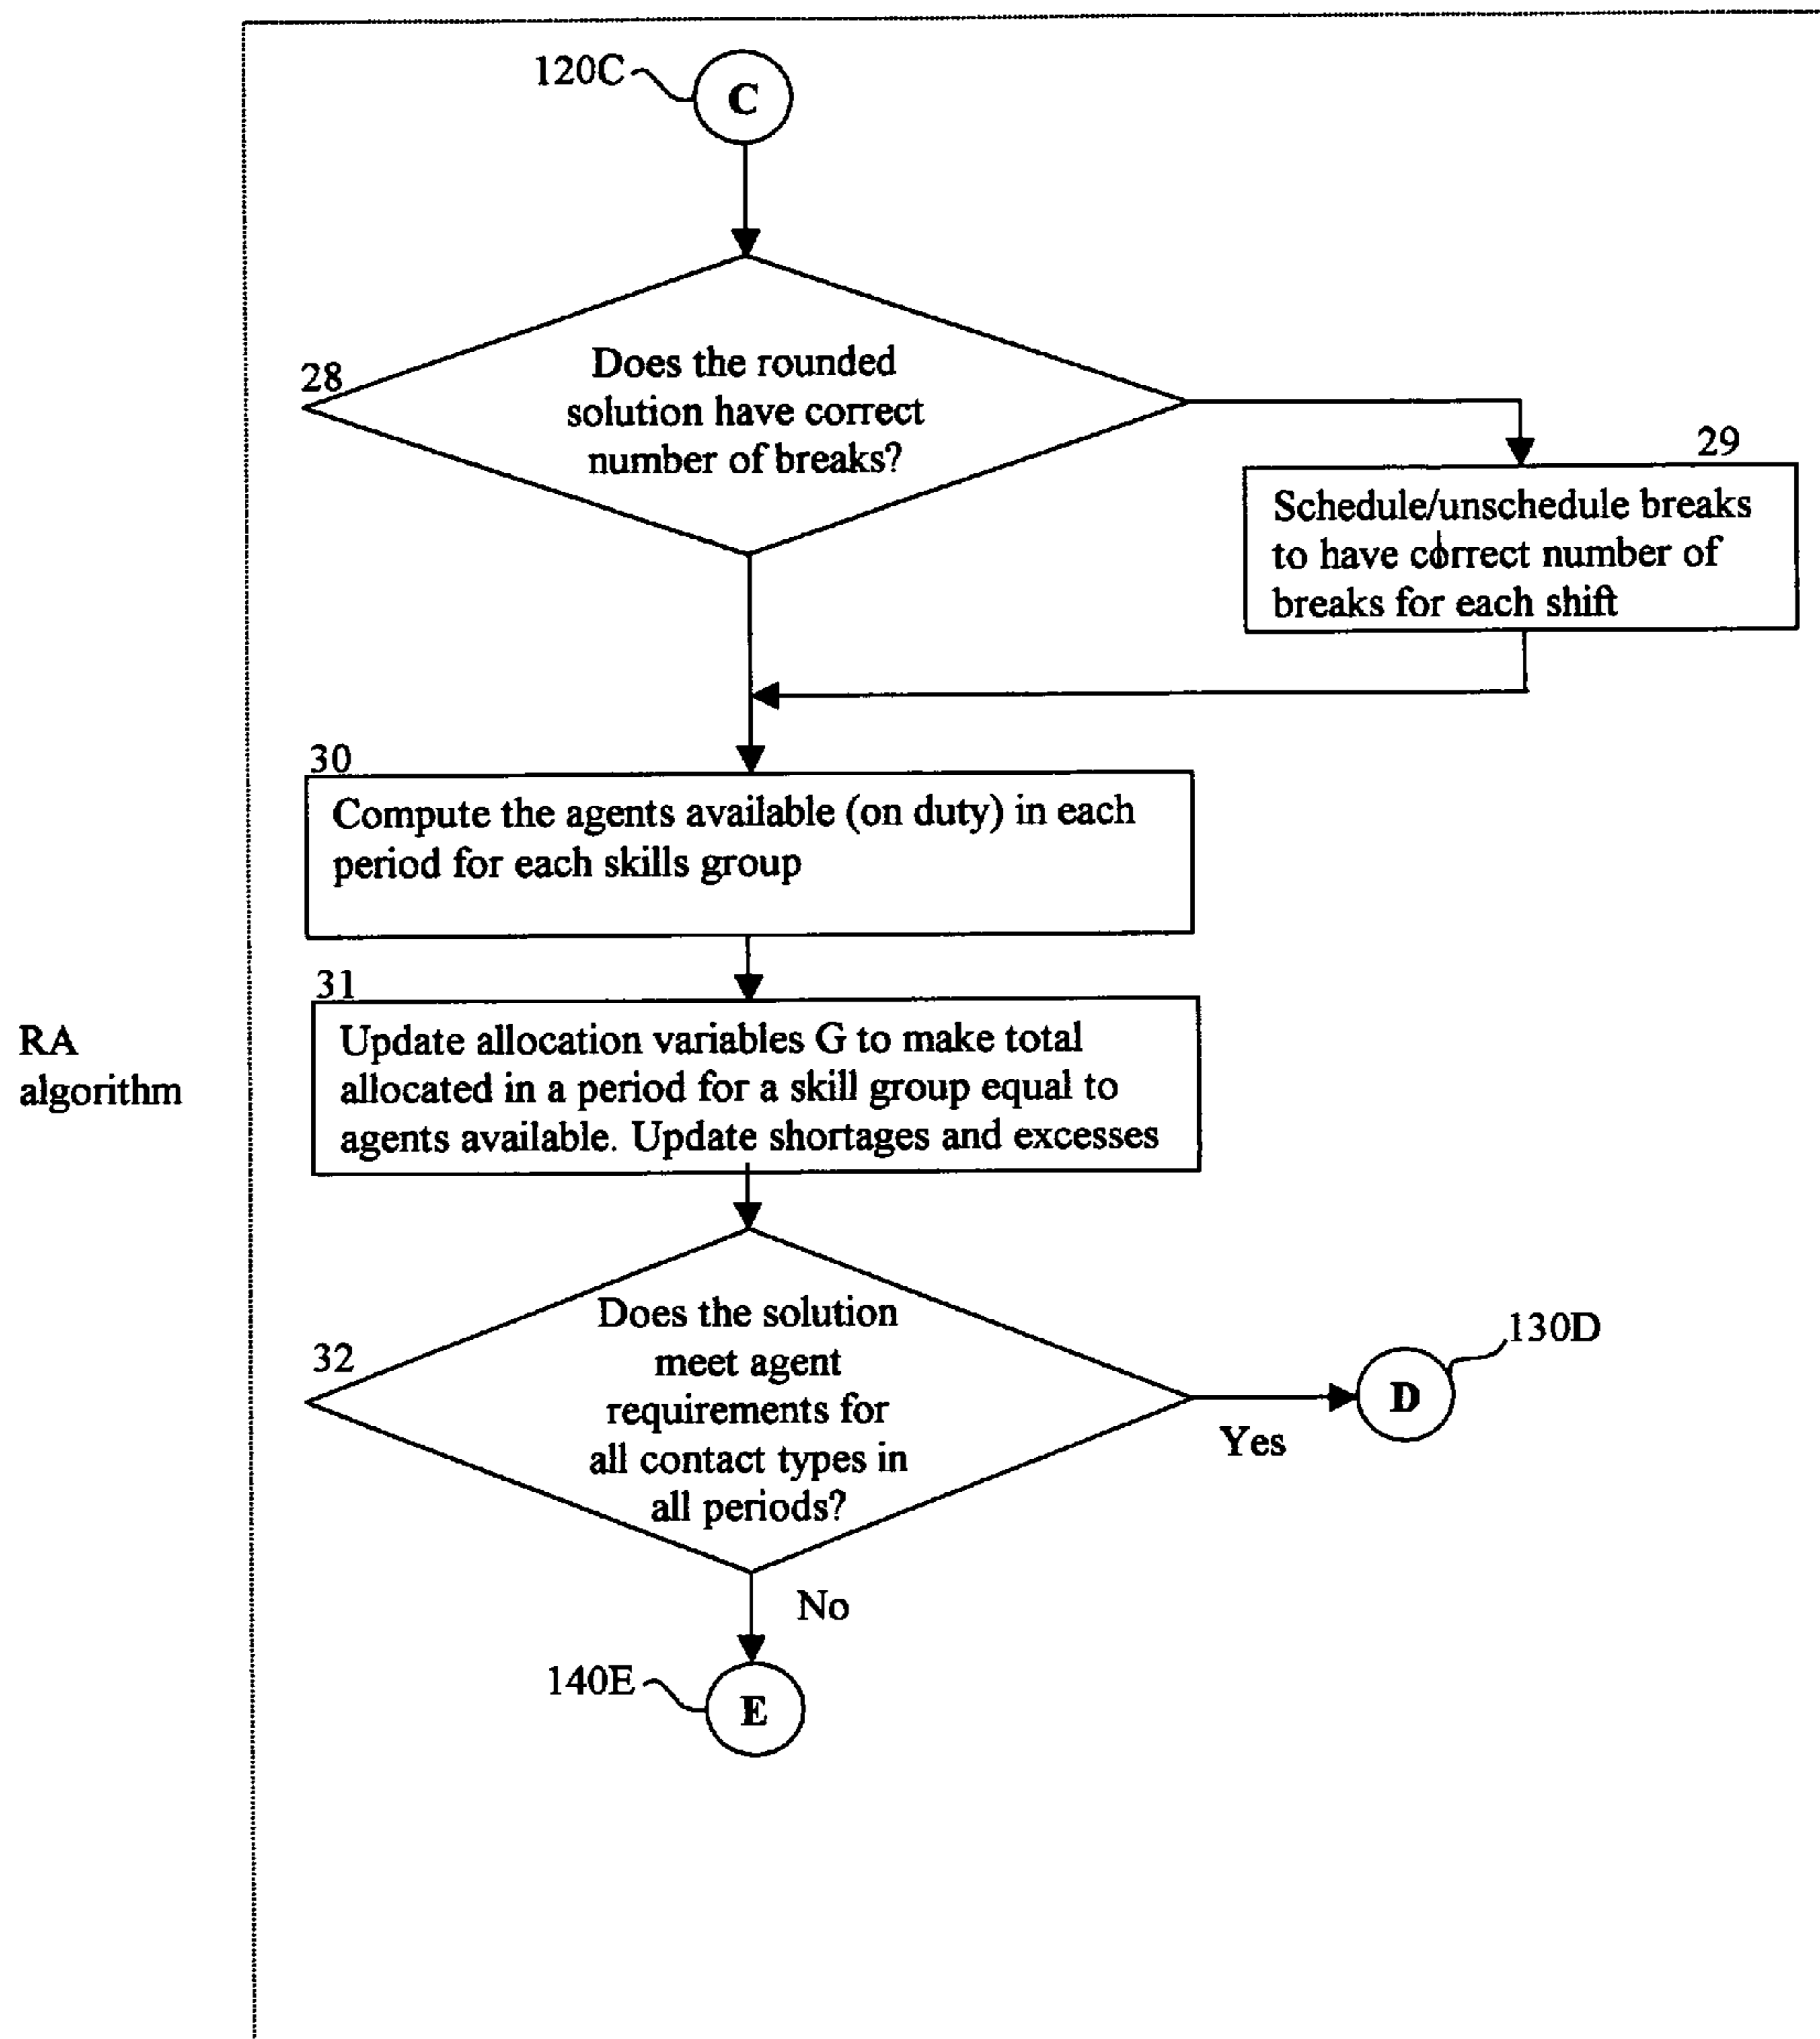 120C
C
28
Does the rounded
solution have correct
number of breaks?
29
Schedule/unschedule breaks
to have correct number of
breaks for each shift
30
Compute the agents available (on duty) in each
period for each skills group
31
Update allocation variables G to make total
allocated in a period for a skill group equal to
agents available. Update shortages and excesses
RA
algorithm
32
Does the solution
meet agent
requirements for
all contact types in
all periods?
130D
D
Yes
No
140E
E